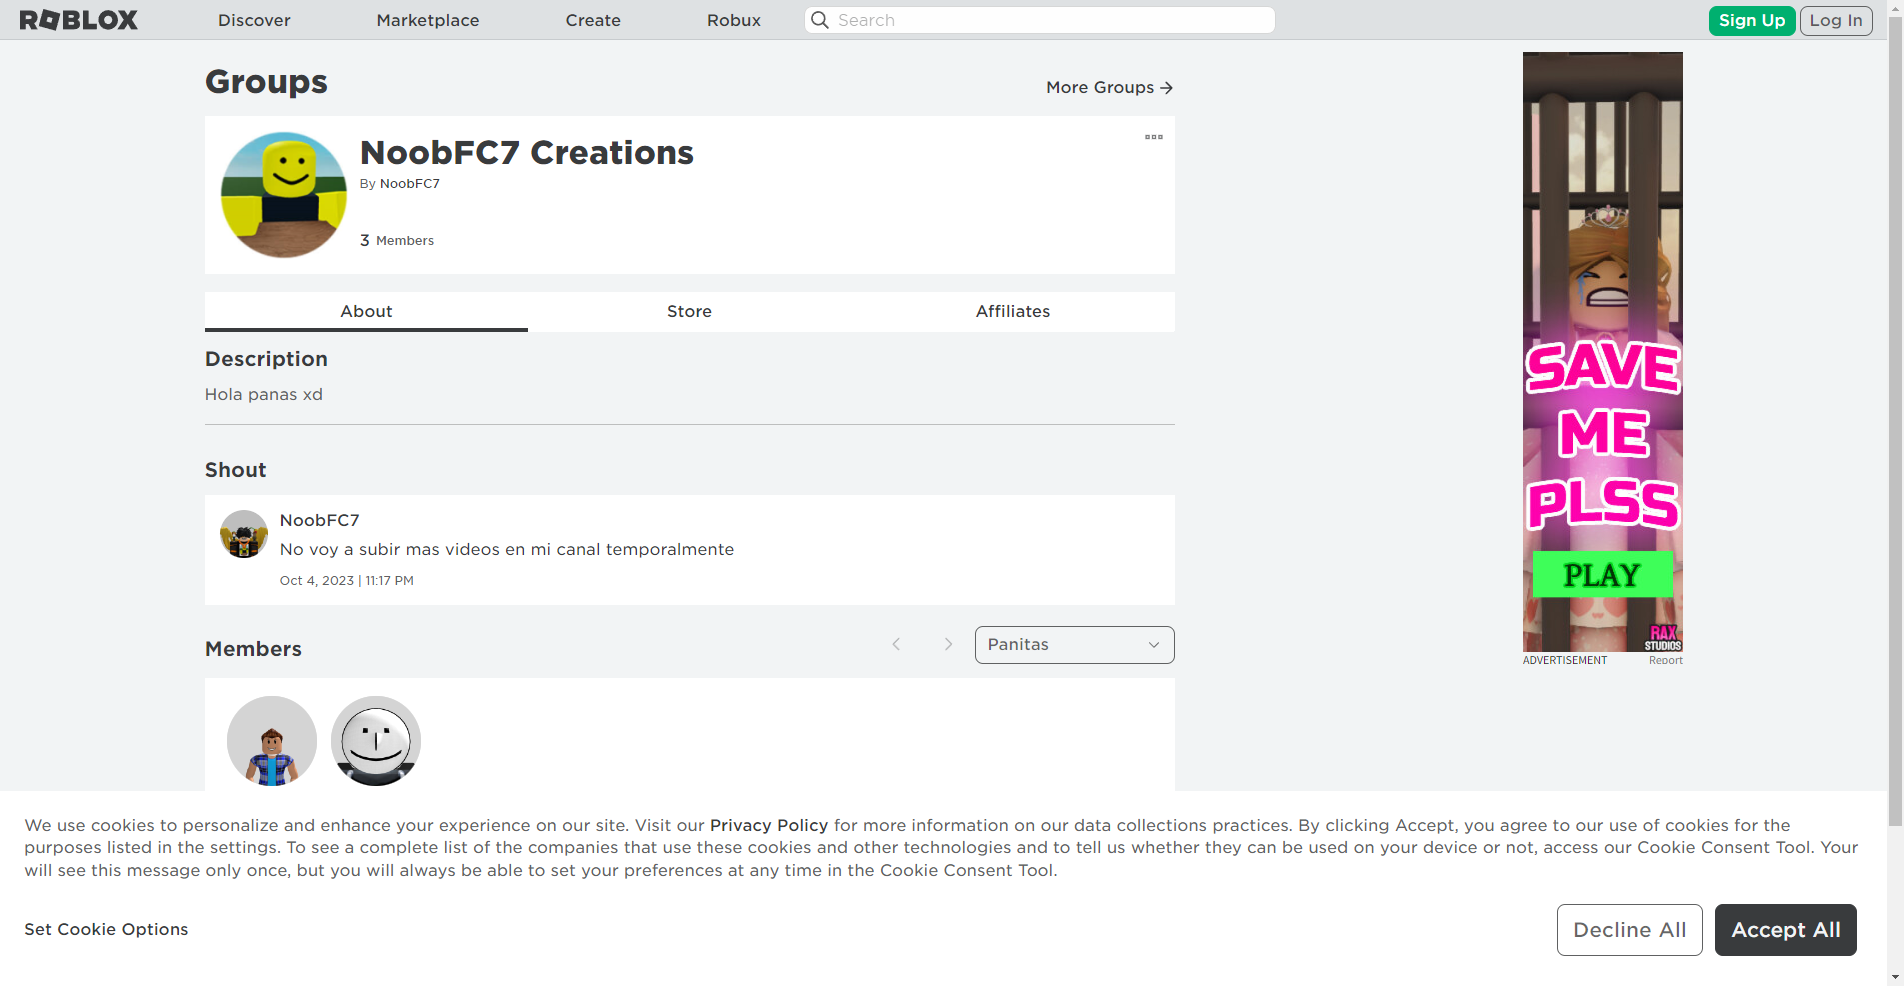 ROBLOX
Discover
Marketplace
Create
Robux
Search
Sign Up
Log In
Groups
More Groups
NoobFC7 Creations
By NoobFC7
3 Members
About
Store
Affiliates
Description
Hola panas xd
Shout
NoobFC7
No voy a subir mas videos en mi canal temporalmente
Oct 4, 2023 | 11:17 PM
Members
Panitas
SAVE
ME
PLSS
PLAY
RAX
STUDIOS
ADVERTISEMENT
Report
We use cookies to personalize and enhance your experience on our site. Visit our Privacy Policy for more information on our data collections practices. By clicking Accept, you agree to our use of cookies for the
purposes listed in the settings. To see a complete list of the companies that use these cookies and other technologies and to tell us whether they can be used on your device or not, access our Cookie Consent Tool. Your
will see this message only once, but you will always be able to set your preferences at any time in the Cookie Consent Tool.
Set Cookie Options
Decline All
Accept All